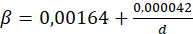 β = 0,00164 + 0,000042/d